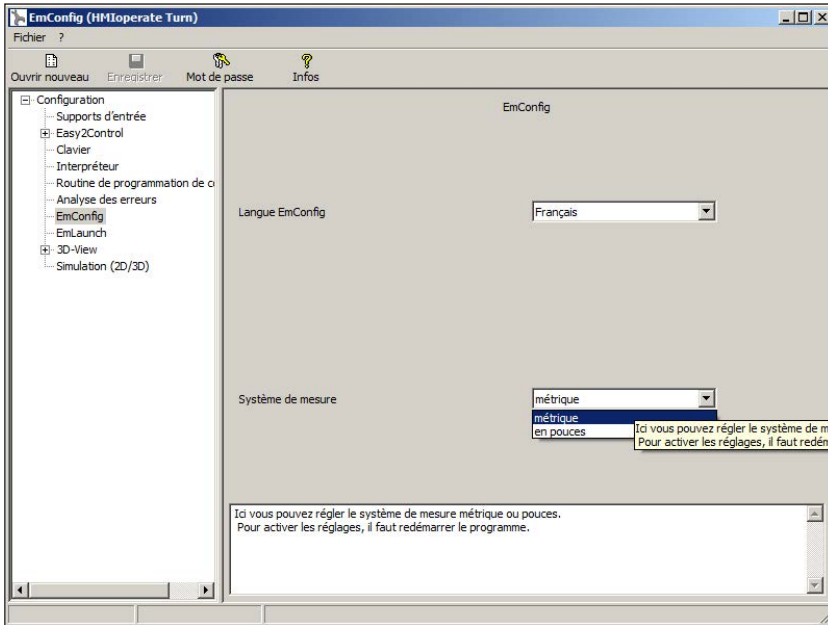 EmConfig (HMIoperate Turn)
Fichier ?
Ouvrir nouveau Enregistrer Mot de passe Infos
Configuration
Supports d'entrée
Easy2Control
Clavier
Interpréteur
Routine de programmation de c
Analyse des erreurs
EmConfig
EmLaunch
3D-View
Simulation (2D/3D)
EmConfig
Langue EmConfig
Français
Système de mesure
métrique
métrique
en pouces
Ici vous pouvez régler le système de m
Pour activer les réglages, il faut redém
Ici vous pouvez régler le système de mesure métrique ou pouces.
Pour activer les réglages, il faut redémarrer le programme.